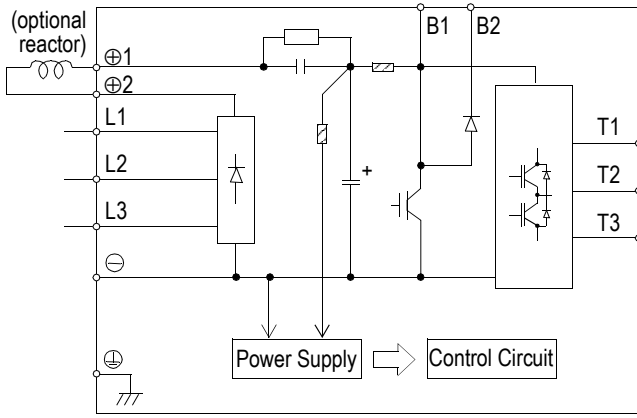 (optional
reactor)
⊕1
⊕2
B1
B2
L1
L2
L3
T1
T2
T3
+
⊖
Power Supply
Control Circuit